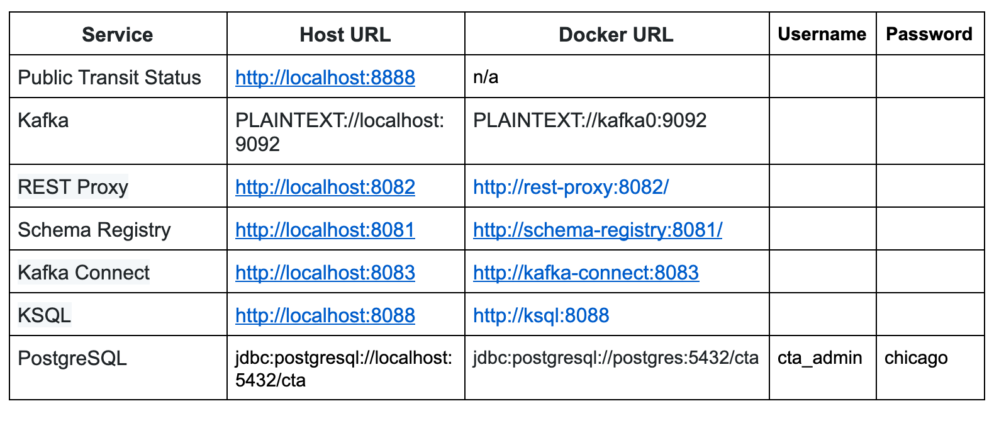 Service Host URL Docker URL Username Password
Public Transit Status http://localhost:8888 n/a
Kafka PLAINTEXT://localhost: PLAINTEXT://kafka0:9092
9092
REST Proxy http://localhost:8082 http://rest-proxy:8082/
Schema Registry http://localhost:8081 http://schema-registry:8081/
Kafka Connect http://localhost:8083 http://kafka-connect:8083
KSQL http://localhost:8088 http://ksql:8088
PostgreSQL jdbc:postgresql://localhost: jdbc:postgresql://postgres:5432/cta cta_admin chicago
5432/cta